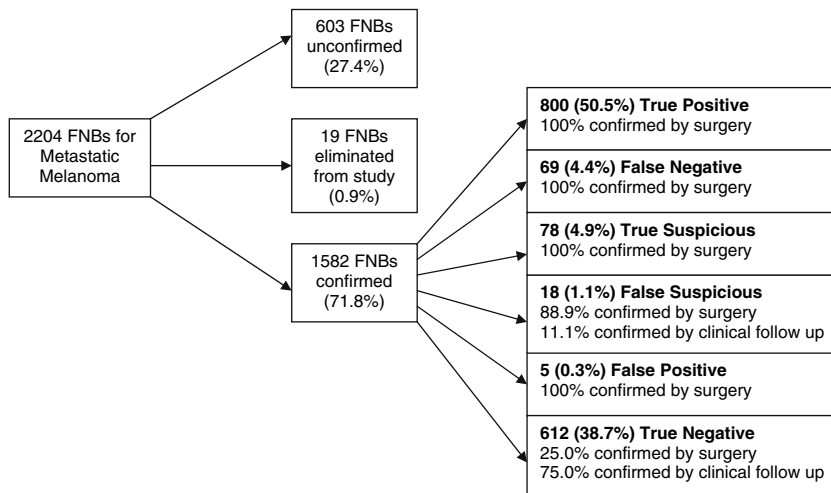 2204 FNBs for
Metastatic
Melanoma
603 FNBs
unconfirmed
(27.4%)
19 FNBs
eliminated
from study
(0.9%)
1582 FNBs
confirmed
(71.8%)
800 (50.5%) True Positive
100% confirmed by surgery
69 (4.4%) False Negative
100% confirmed by surgery
78 (4.9%) True Suspicious
100% confirmed by surgery
18 (1.1%) False Suspicious
88.9% confirmed by surgery
11.1% confirmed by clinical follow up
5 (0.3%) False Positive
100% confirmed by surgery
612 (38.7%) True Negative
25.0% confirmed by surgery
75.0% confirmed by clinical follow up